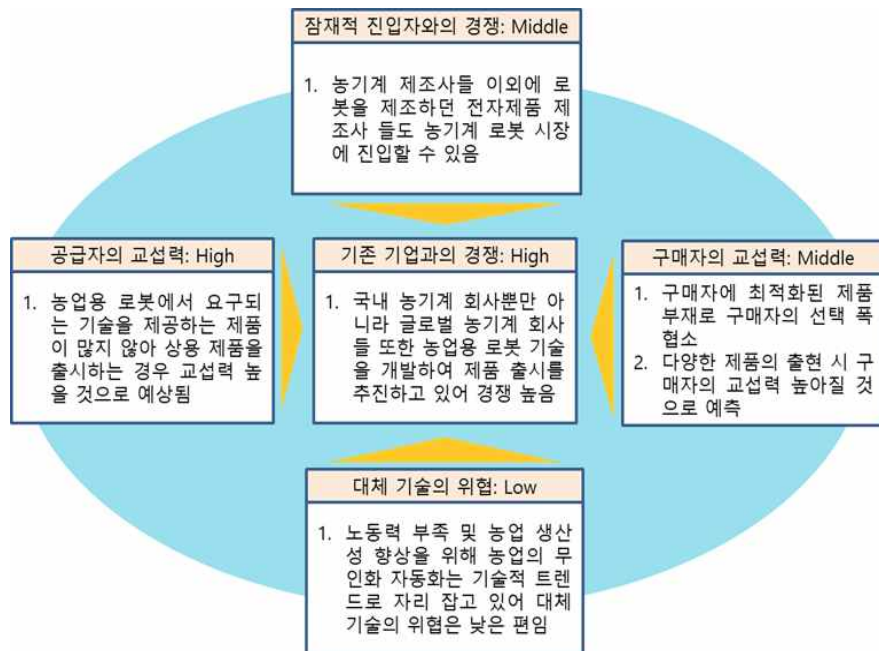 잠재적 진입자와의 경쟁: Middle
1. 농기계 제조사들 이외에 로
봇을 제조하던 전자제품 제
조사 들도 농기계 로봇 시장
에 진입할 수 있음
공급자의 교섭력: High
1. 농업용 로봇에서 요구되
는 기술을 제공하는 제품
이 많지 않아 상용 제품을
출시하는 경우 교섭력 높
을 것으로 예상됨
기존 기업과의 경쟁: High
1. 국내 농기계 회사뿐만 아
니라 글로벌 농기계 회사
들 또한 농업용 로봇 기술
을 개발하여 제품 출시를
추진하고 있어 경쟁 높음
구매자의 교섭력: Middle
1. 구매자에 최적화된 제품
부재로 구매자의 선택 폭
협소
2. 다양한 제품의 출현 시 구
매자의 교섭력 높아질 것
으로 예측
대체 기술의 위협: Low
1. 노동력 부족 및 농업 생산
성 향상을 위해 농업의 무
인화 자동화는 기술적 트렌
드로 자리 잡고 있어 대체
기술의 위협은 낮은 편임